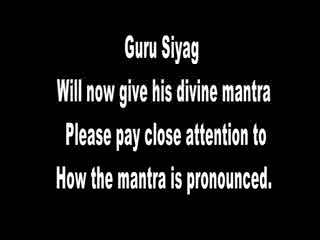 Guru Siyag
Will now give his divine mantra
Please pay close attention to
How the mantra is pronounced.